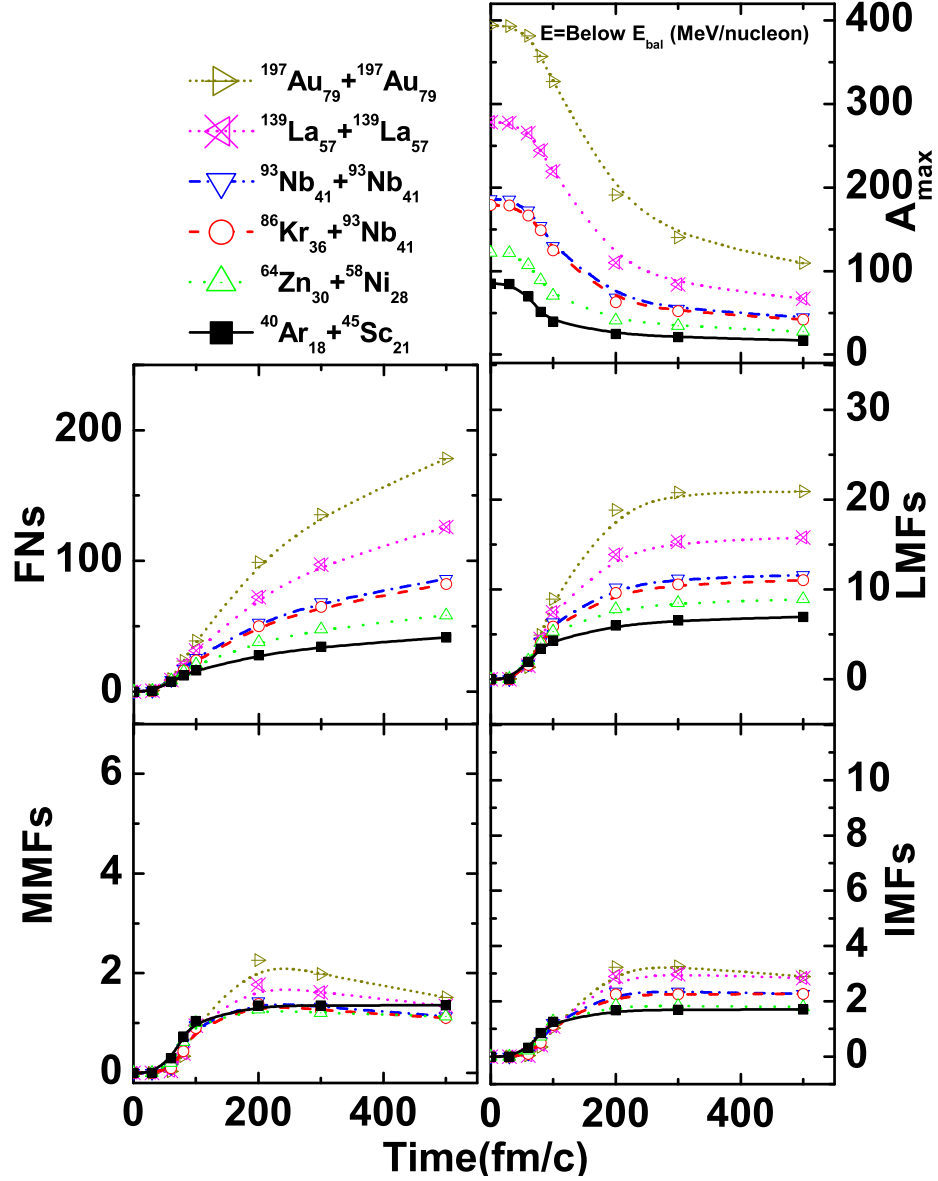 E=Below E_bal (MeV/nucleon)
400
300
200
100
0
A_max
¹⁹⁷Au₇₉+¹⁹⁷Au₇₉
¹³⁹La₅₇+¹³⁹La₅₇
⁹³Nb₄₁+⁹³Nb₄₁
⁸⁶Kr₃₆+⁹³Nb₄₁
⁶⁴Zn₃₀+⁵⁸Ni₂₈
⁴⁰Ar₁₈+⁴⁵Sc₂₁
FNs
200
100
0
30
20
10
0
LMFs
MMFs
6
4
2
0
10
8
6
4
2
0
IMFs
0 200 400
0 200 400
Time(fm/c)